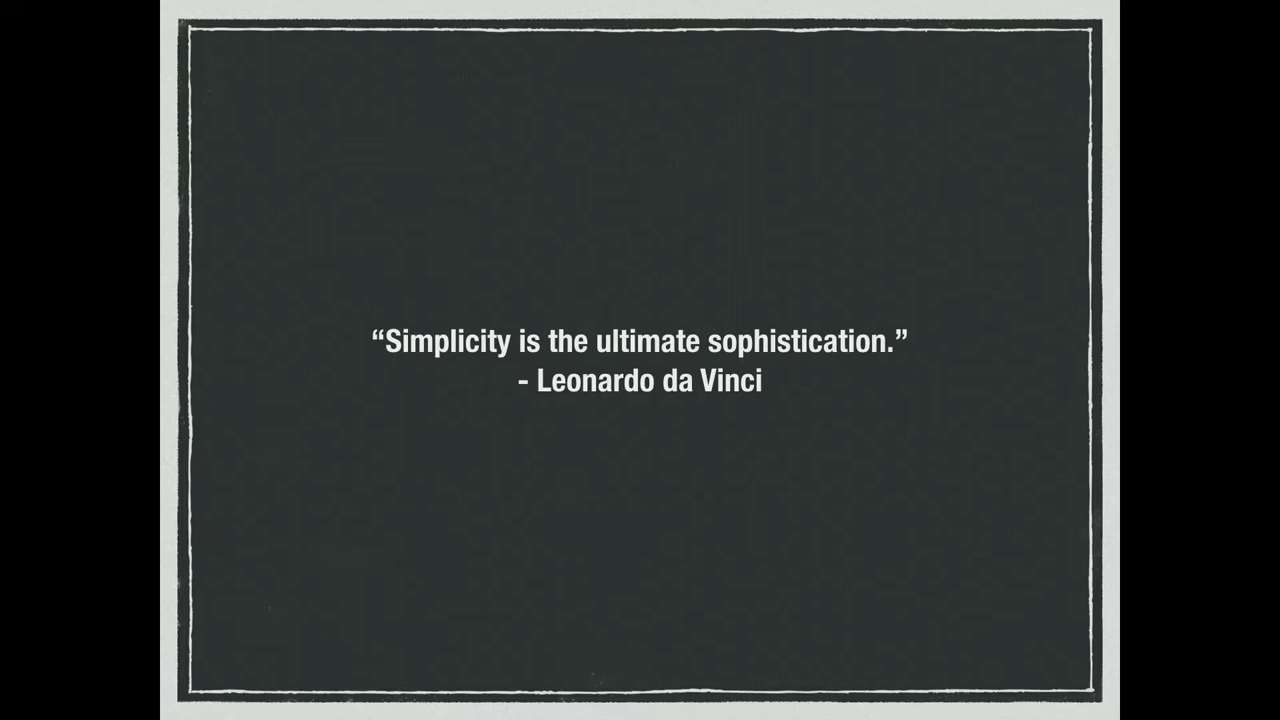 “Simplicity is the ultimate sophistication.”
- Leonardo da Vinci